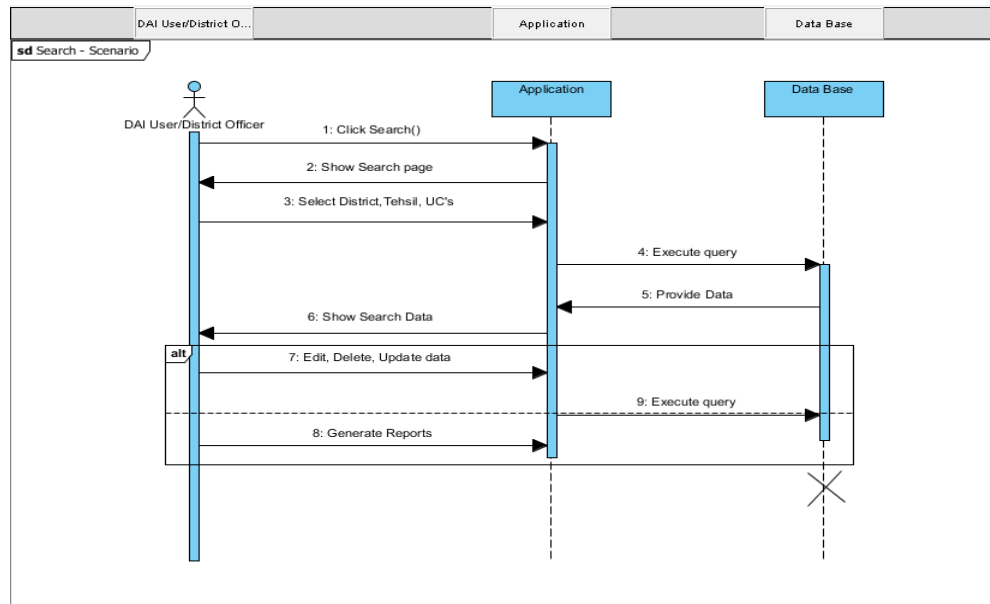 DAI User/District O...
Application
Data Base
sd Search - Scenario
Application
Data Base
DAI User/District Officer
1: Click Search()
2: Show Search page
3: Select District,Tehsil, UC's
4: Execute query
5: Provide Data
6: Show Search Data
alt
7: Edit, Delete, Update data
9: Execute query
8: Generate Reports